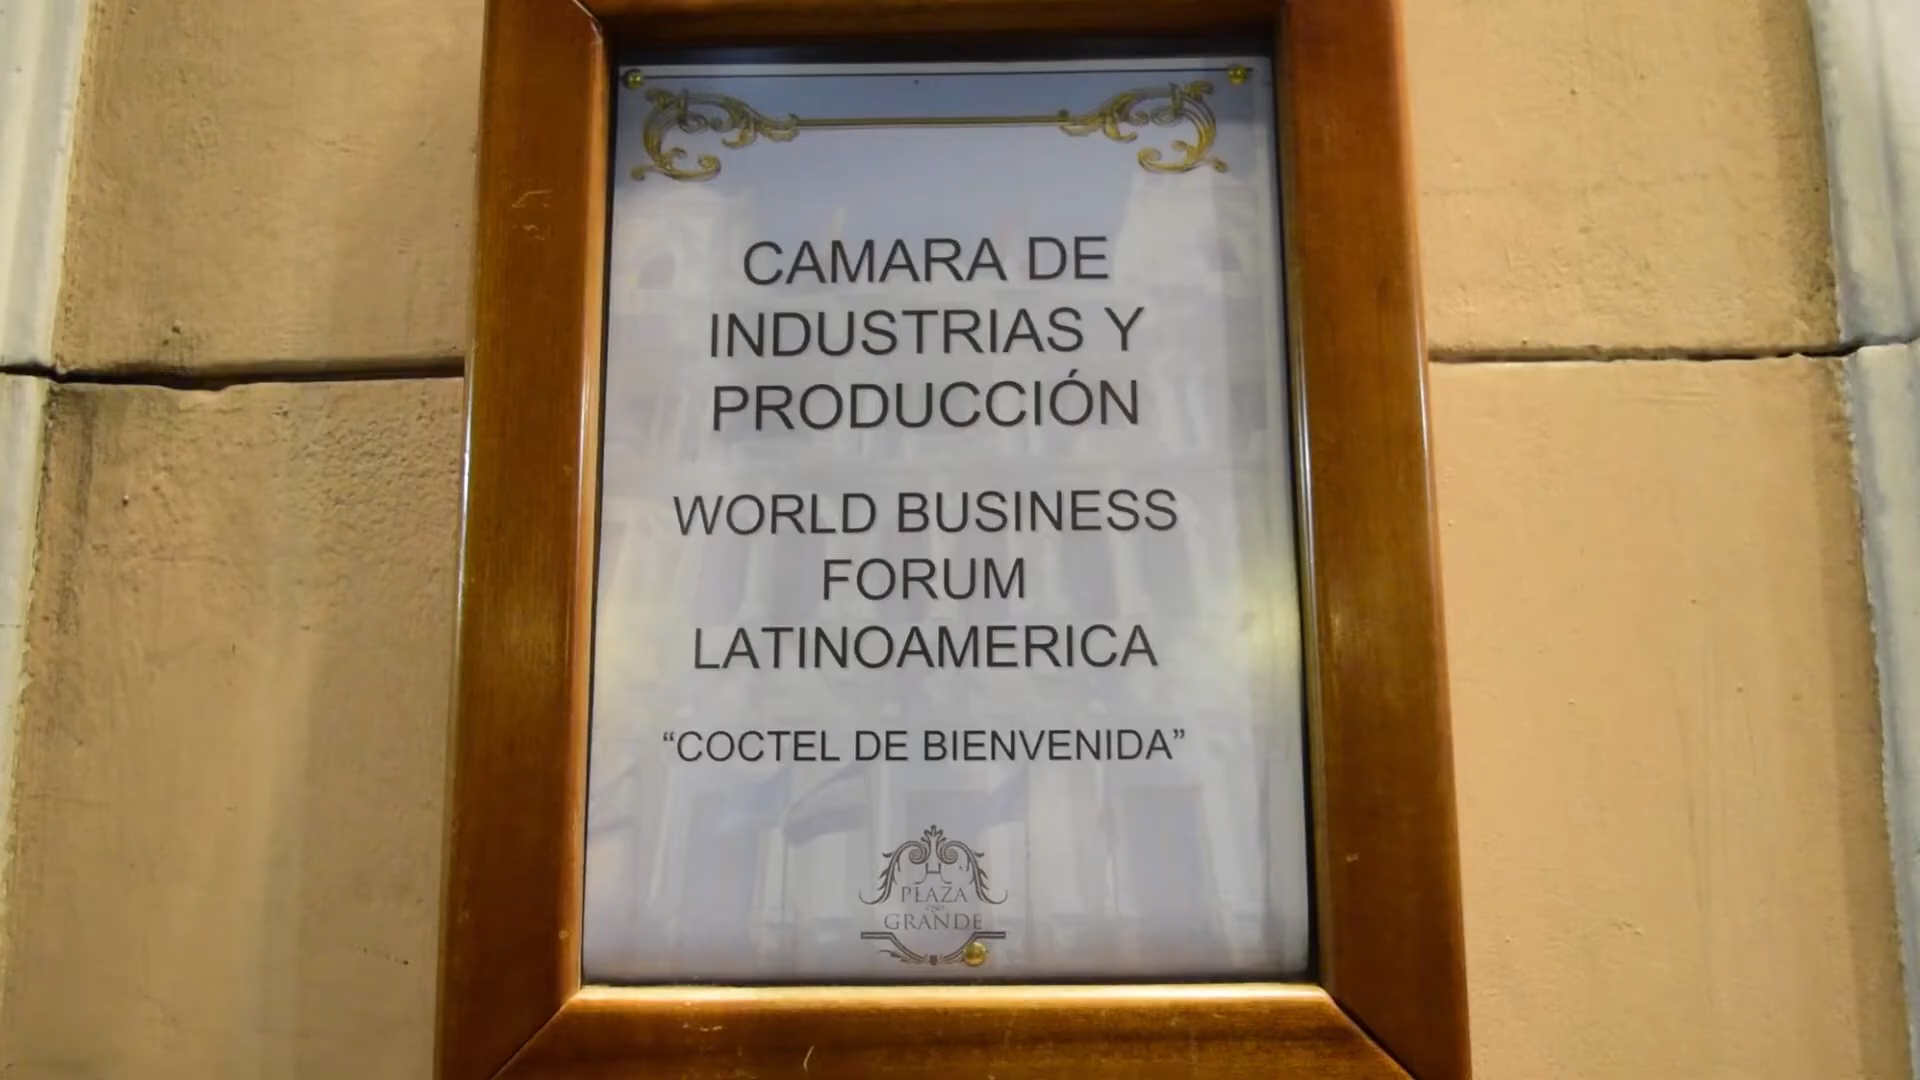 CAMARA DE
INDUSTRIAS Y
PRODUCCIÓN
WORLD BUSINESS
FORUM
LATINOAMERICA
“COCTEL DE BIENVENIDA”
PLAZA
GRANDE